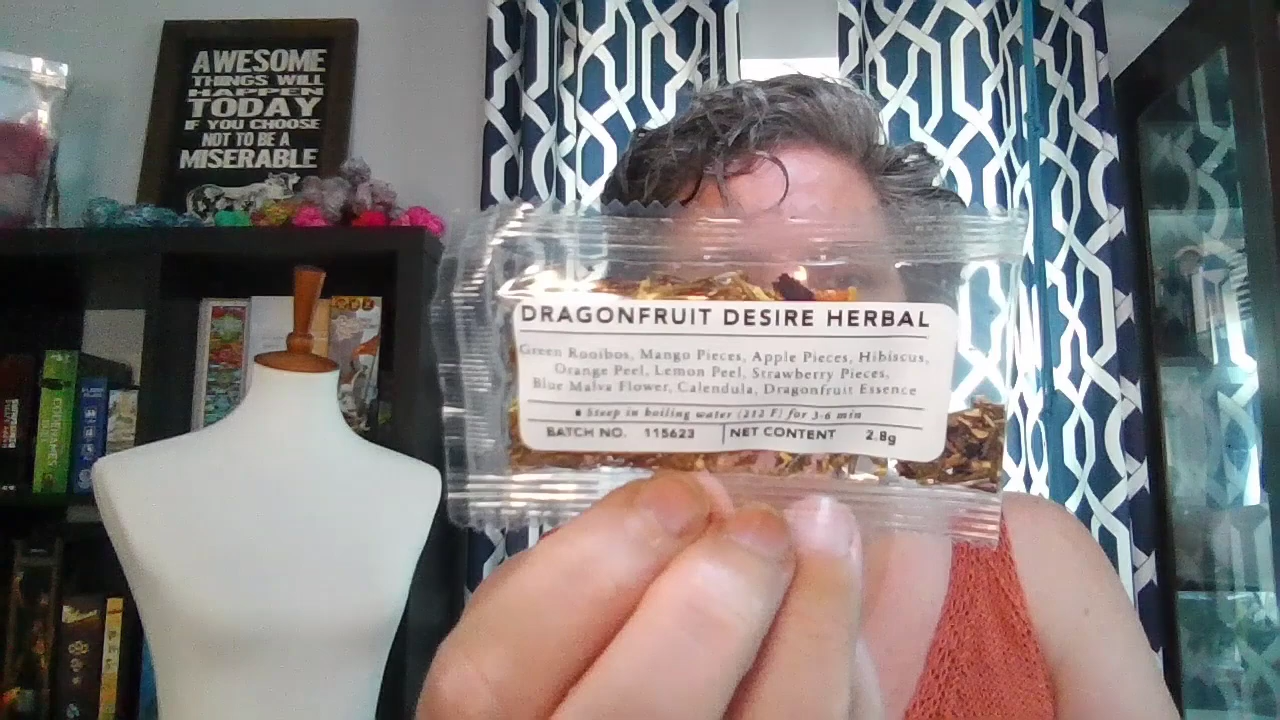 AWESOME
THINGS WILL
HAPPEN
TODAY
IF YOU CHOOSE
NOT TO BE A
MISERABLE
CODENAMES
DRAGONFRUIT DESIRE HERBAL
Green Rooibos, Mango Pieces, Apple Pieces, Hibiscus,
Orange Peel, Lemon Peel, Strawberry Pieces,
Blue Malva Flower, Calendula, Dragonfruit Essence
Steep in boiling water (212 F) for 3-6 min
BATCH NO. 115623 NET CONTENT 2.8g